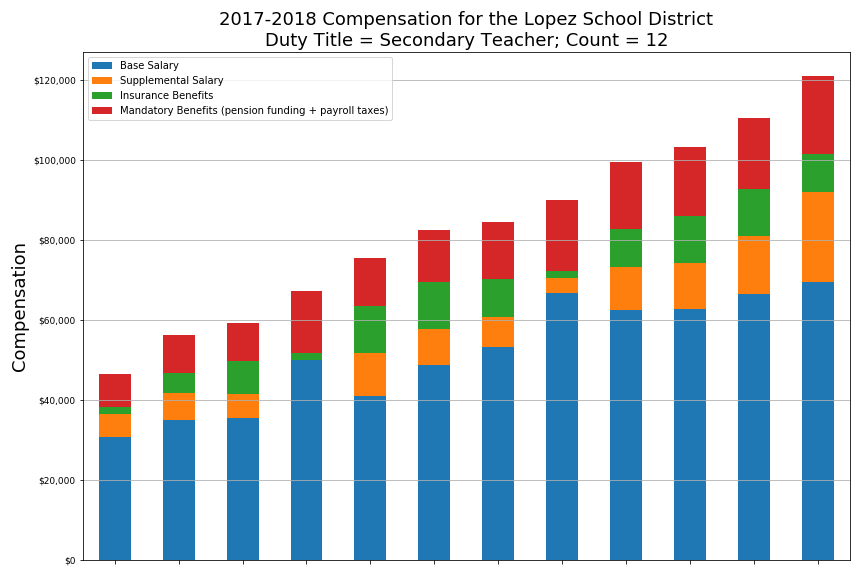 2017-2018 Compensation for the Lopez School District
Duty Title = Secondary Teacher; Count = 12
Base Salary
Supplemental Salary
Insurance Benefits
Mandatory Benefits (pension funding + payroll taxes)
$120,000
$100,000
$80,000
$60,000
$40,000
$20,000
$0
Compensation